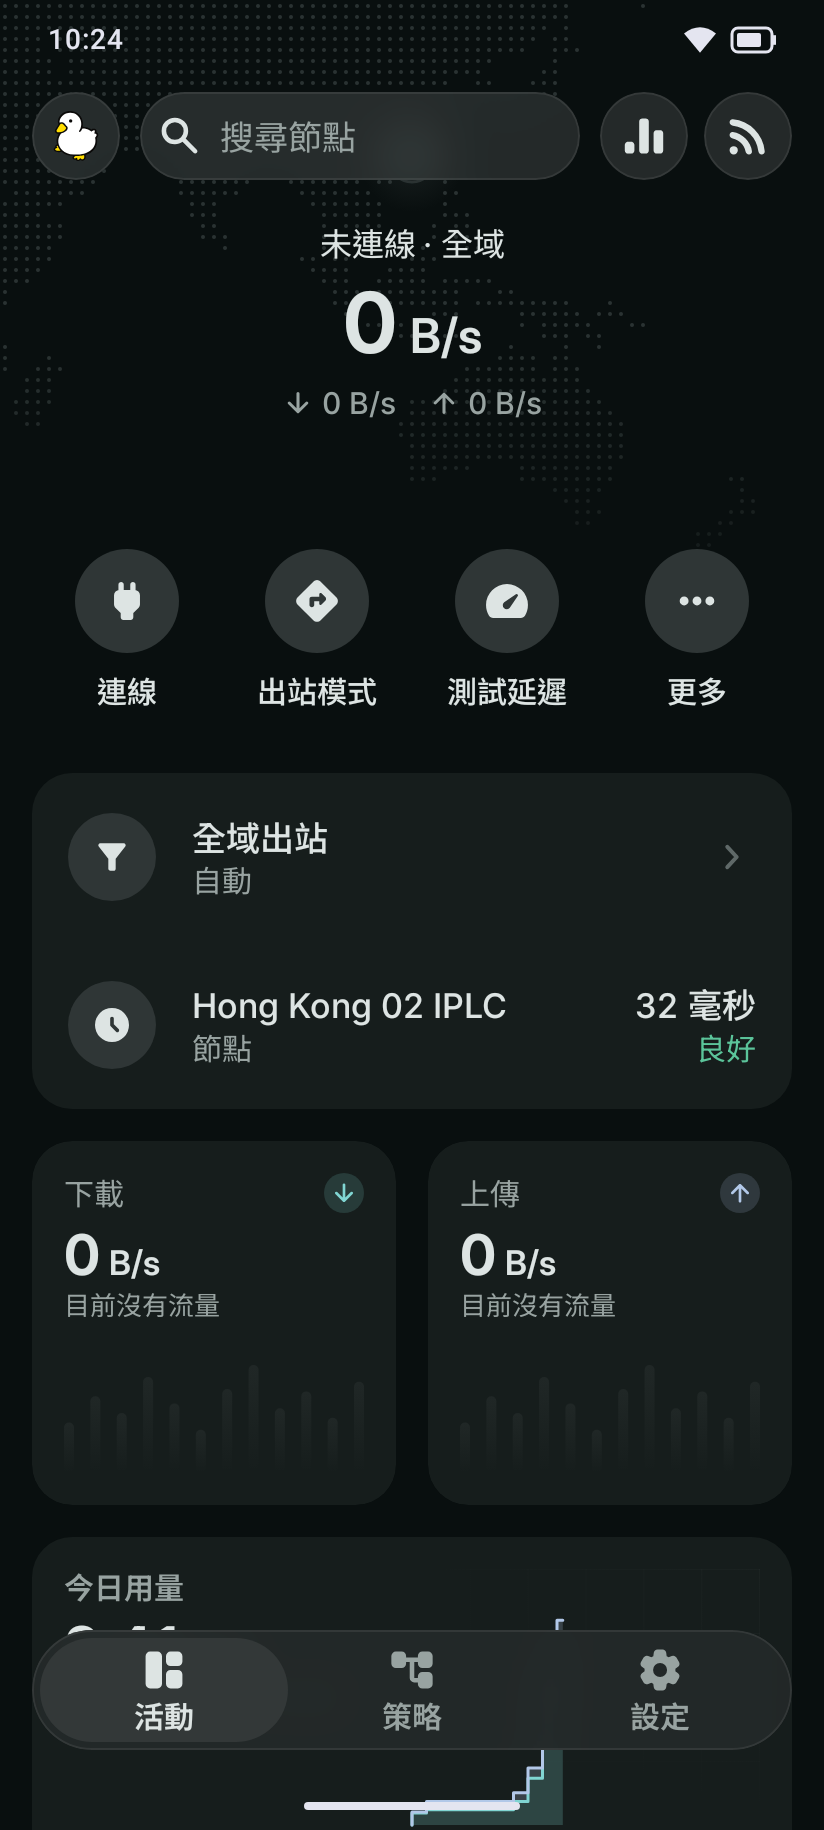 10:24
搜尋節點
未連線 · 全域
0 B/s
↓ 0 B/s ↑ 0 B/s
連線
出站模式
測試延遲
更多
全域出站
自動
Hong Kong 02 IPLC
32 毫秒
節點
良好
下載
0 B/s
目前沒有流量
上傳
0 B/s
目前沒有流量
今日用量
活動
策略
設定